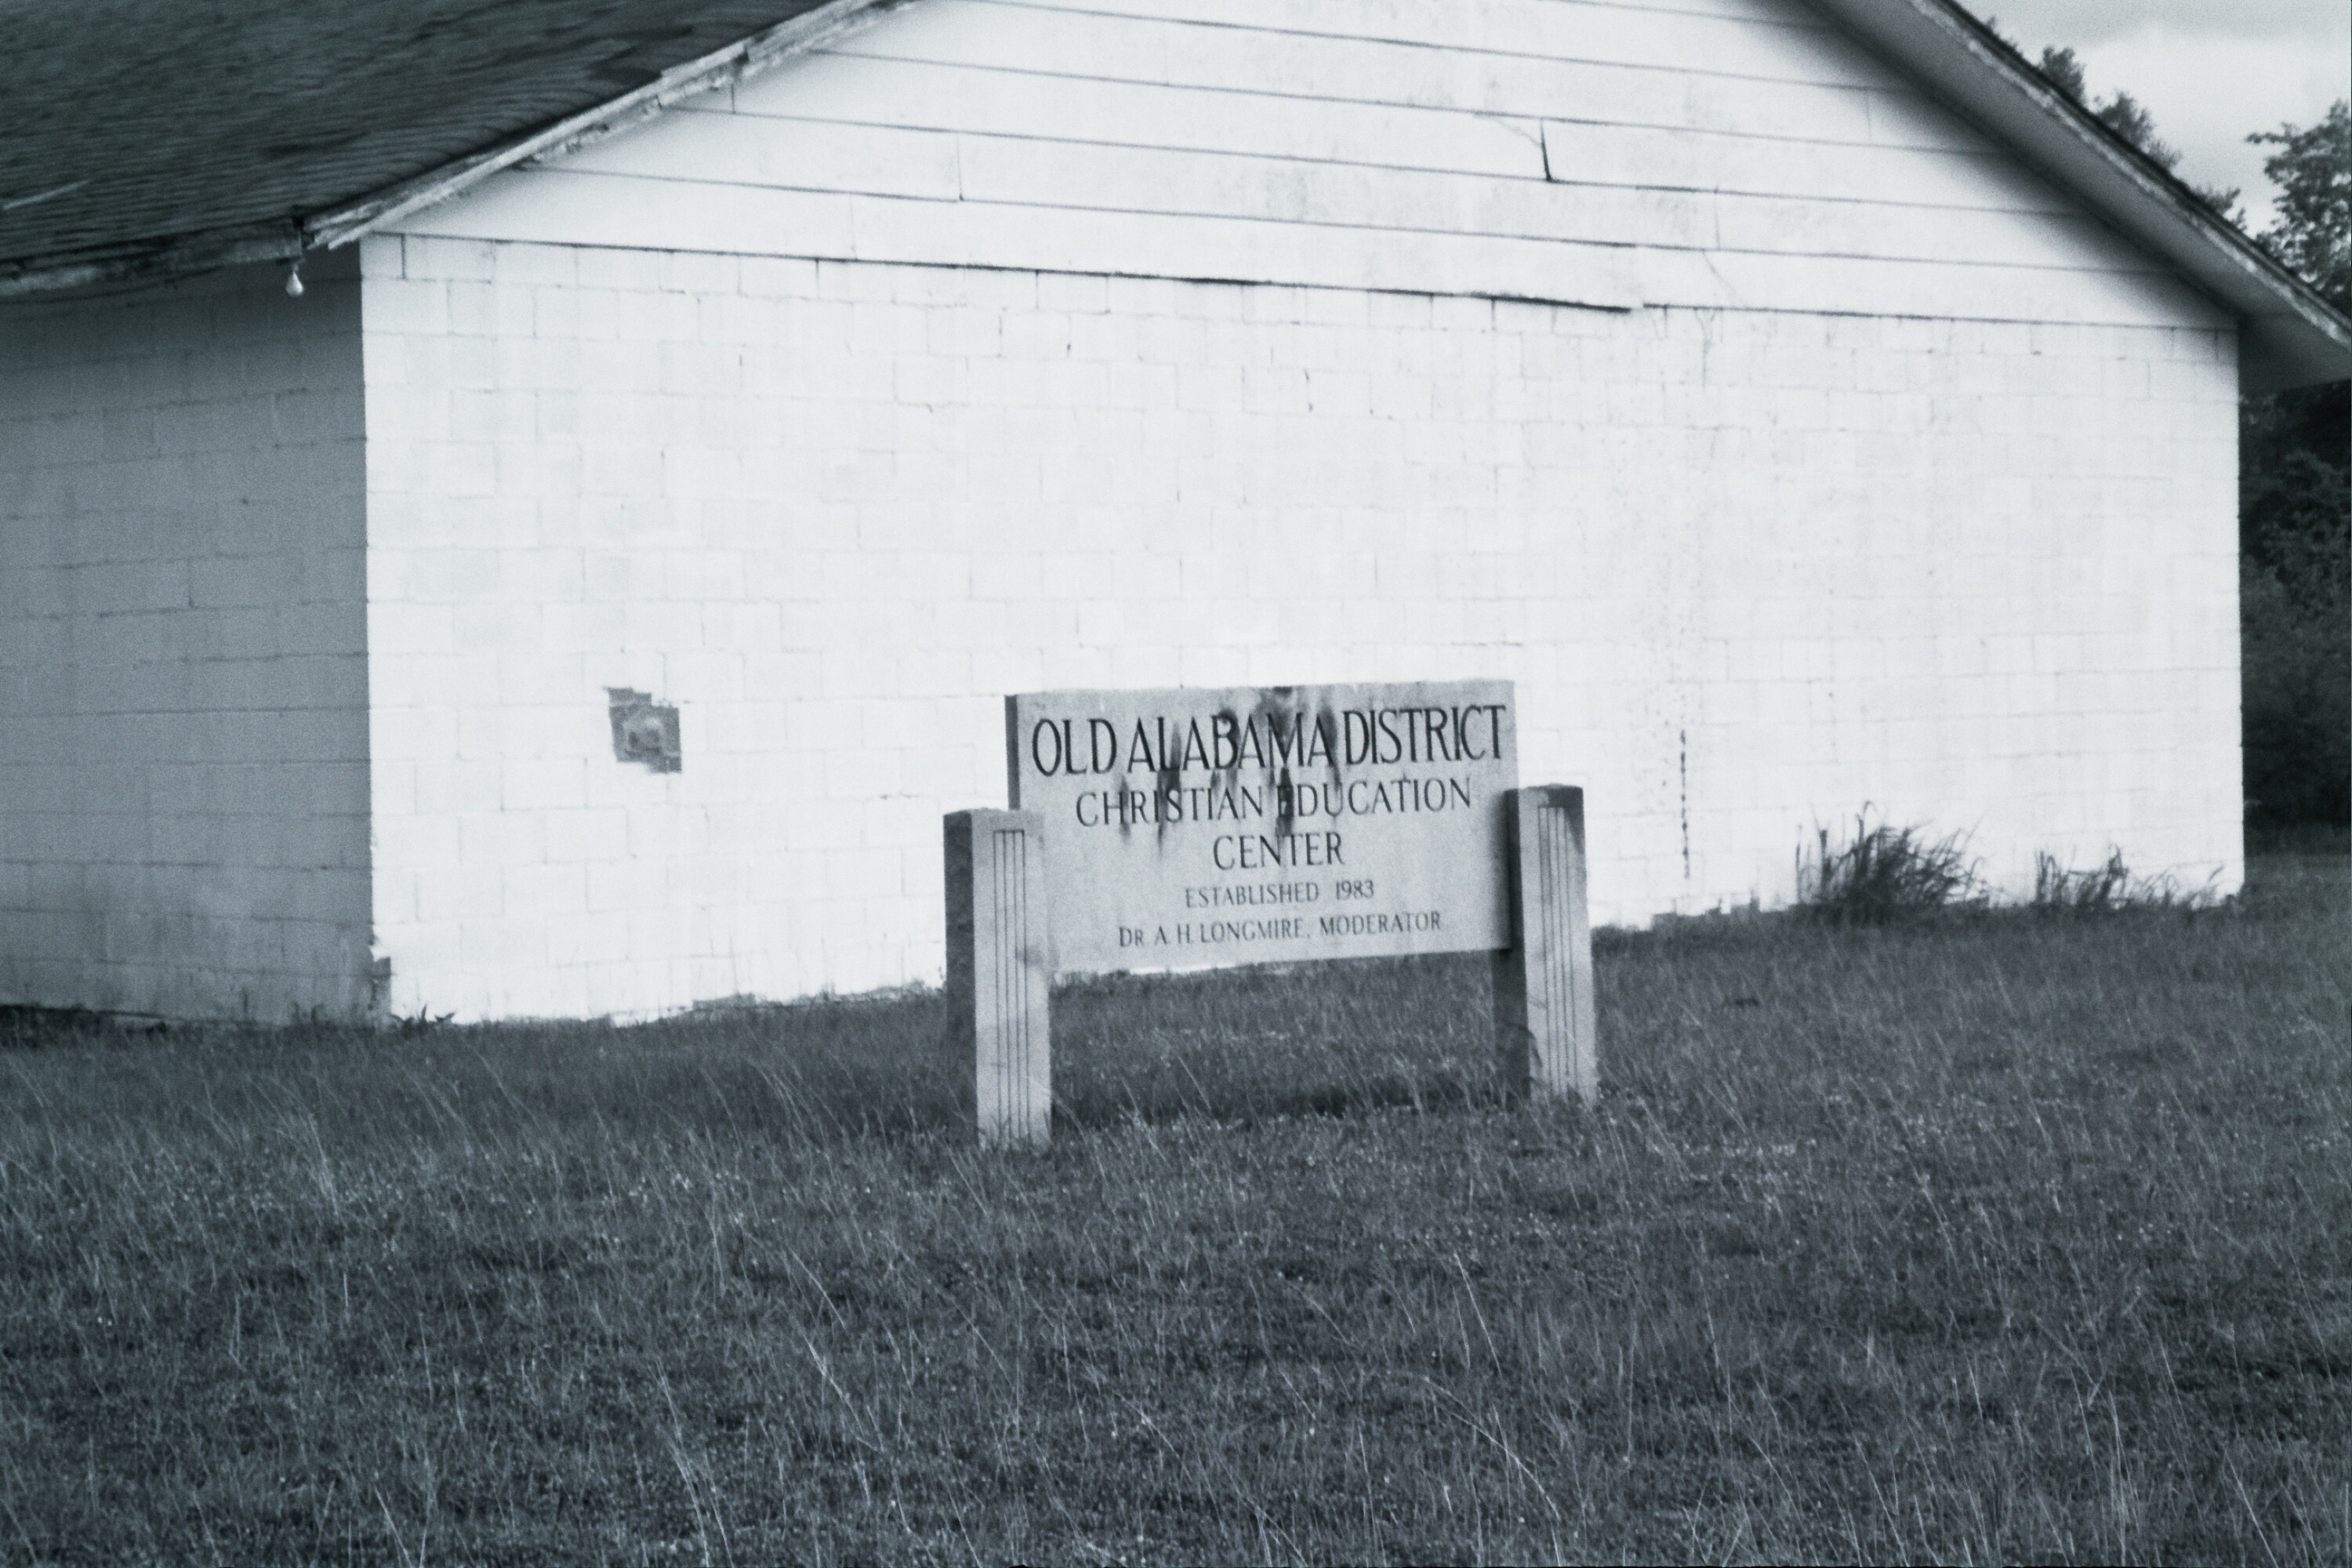 OLD ALABAMA DISTRICT
CHRISTIAN EDUCATION
CENTER
ESTABLISHED 1983
DR. A. H. LONGMIRE, MODERATOR